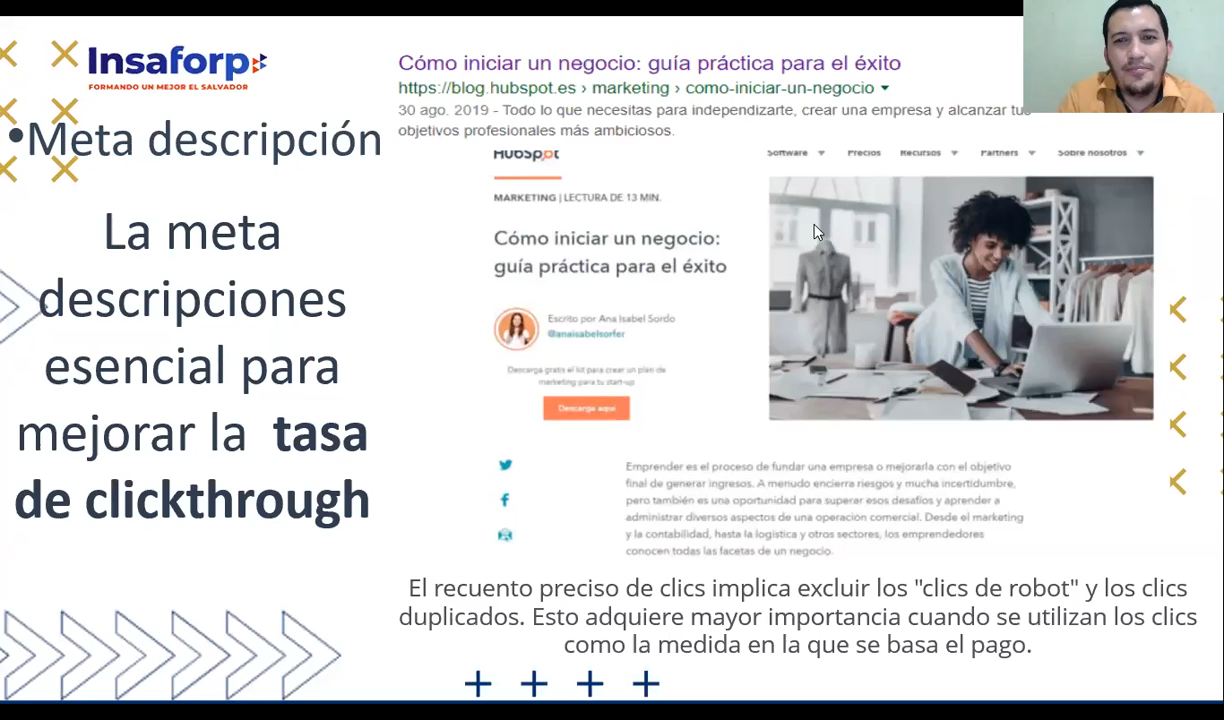 Insaforp
FORMANDO UN MEJOR EL SALVADOR
•Meta descripción
La meta
descripciones
esencial para
mejorar la tasa
de clickthrough
Cómo iniciar un negocio: guía práctica para el éxito
https://blog.hubspot.es › marketing › como-iniciar-un-negocio
30 ago. 2019 - Todo lo que necesitas para independizarte, crear una empresa y alcanzar tus
objetivos profesionales más ambiciosos.
HubSpot
Software Precios Recursos Partners Sobre nosotros
MARKETING | LECTURA DE 13 MIN.
Cómo iniciar un negocio:
guía práctica para el éxito
Escrito por Ana Isabel Sordo
@anaisabelsorfer
Descarga gratis el kit para crear un plan de
marketing para tu start-up
Descarga aquí
Emprender es el proceso de fundar una empresa o mejorarla con el objetivo
final de generar ingresos. A menudo encierra riesgos y mucha incertidumbre,
pero también es una oportunidad para superar esos desafíos y aprender a
administrar diversos aspectos de una operación comercial. Desde el marketing
y la contabilidad, hasta la logística y otros sectores, los emprendedores
conocen todas las facetas de un negocio.
El recuento preciso de clics implica excluir los "clics de robot" y los clics
duplicados. Esto adquiere mayor importancia cuando se utilizan los clics
como la medida en la que se basa el pago.